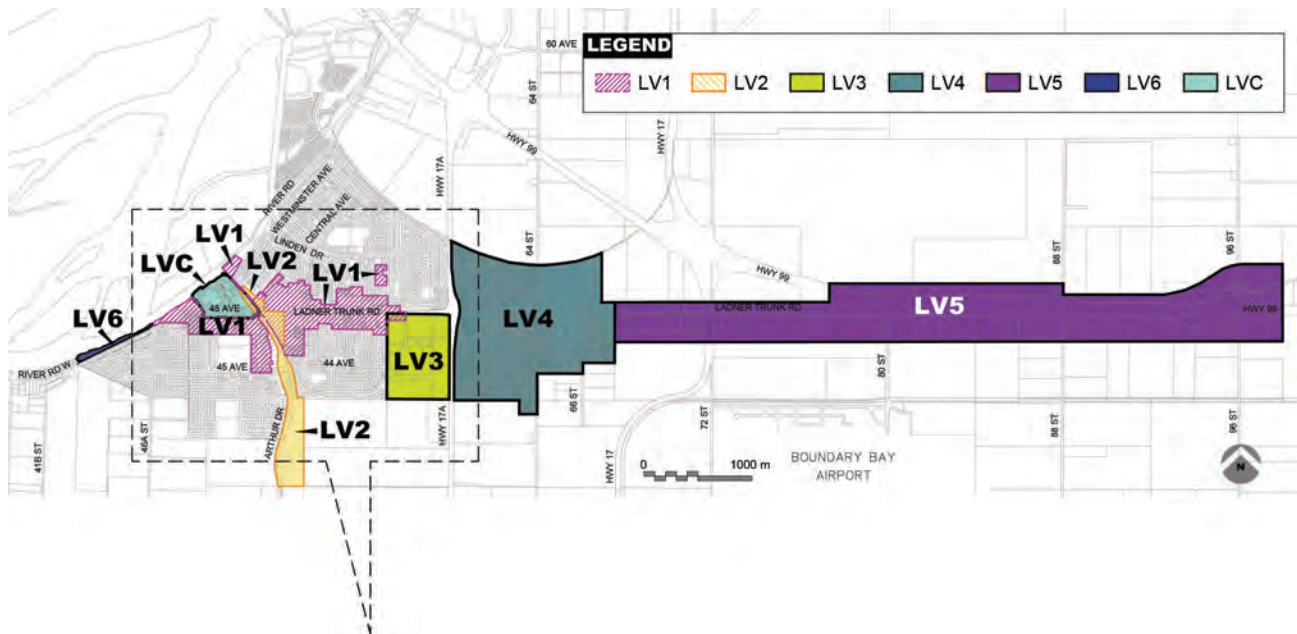 LEGEND
LV1
LV2
LV3
LV4
LV5
LV6
LVC
60 AVE
64 ST
HWY 17
HWY 99
HWY 17A
RIVER RD
WESTMINSTER AVE
CENTRAL AVE
LINDEN DR
LV1
LVC
LV2
LV1
64 ST
88 ST
96 ST
HWY 99
48 AVE
LADNER TRUNK RD
LADNER TRUNK RD
LV5
HWY 99
LV6
LV1
LV4
RIVER RD W
45 AVE
44 AVE
LV3
80 ST
66 ST
72 ST
46A ST
ARTHUR DR
LV2
HWY 17A
88 ST
96 ST
41B ST
HWY 17
0
1000 m
BOUNDARY BAY
AIRPORT
N